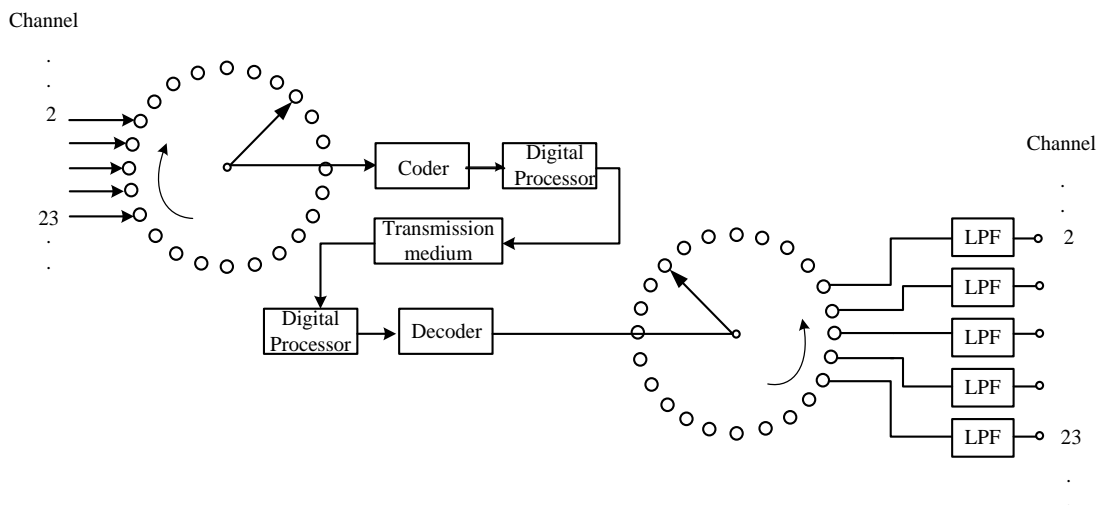 Channel
.
.
2
23
.
.
Coder
Digital
Processor
Transmission
medium
Digital
Processor
Decoder
Channel
.
.
LPF
2
LPF
LPF
LPF
LPF
23
.
.